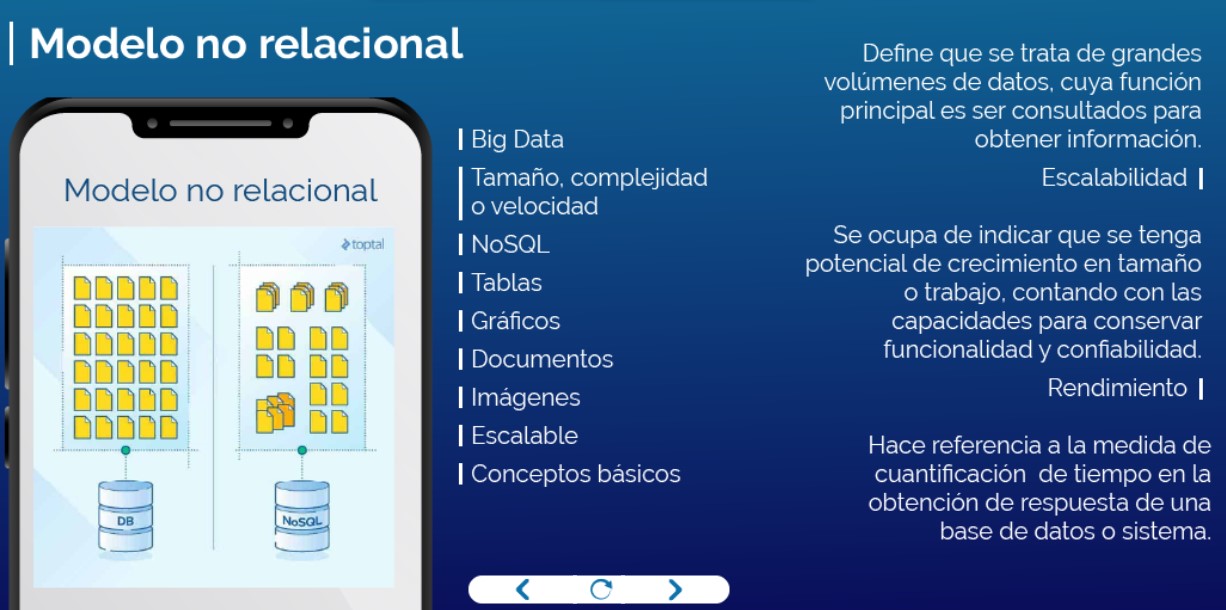 Modelo no relacional
Modelo no relacional
toptal
DB
NoSQL
Big Data
Tamaño, complejidad
o velocidad
NoSQL
Tablas
Gráficos
Documentos
Imágenes
Escalable
Conceptos básicos
Define que se trata de grandes
volúmenes de datos, cuya función
principal es ser consultados para
obtener información.
Escalabilidad
Se ocupa de indicar que se tenga
potencial de crecimiento en tamaño
o trabajo, contando con las
capacidades para conservar
funcionalidad y confiabilidad.
Rendimiento
Hace referencia a la medida de
cuantificación de tiempo en la
obtención de respuesta de una
base de datos o sistema.